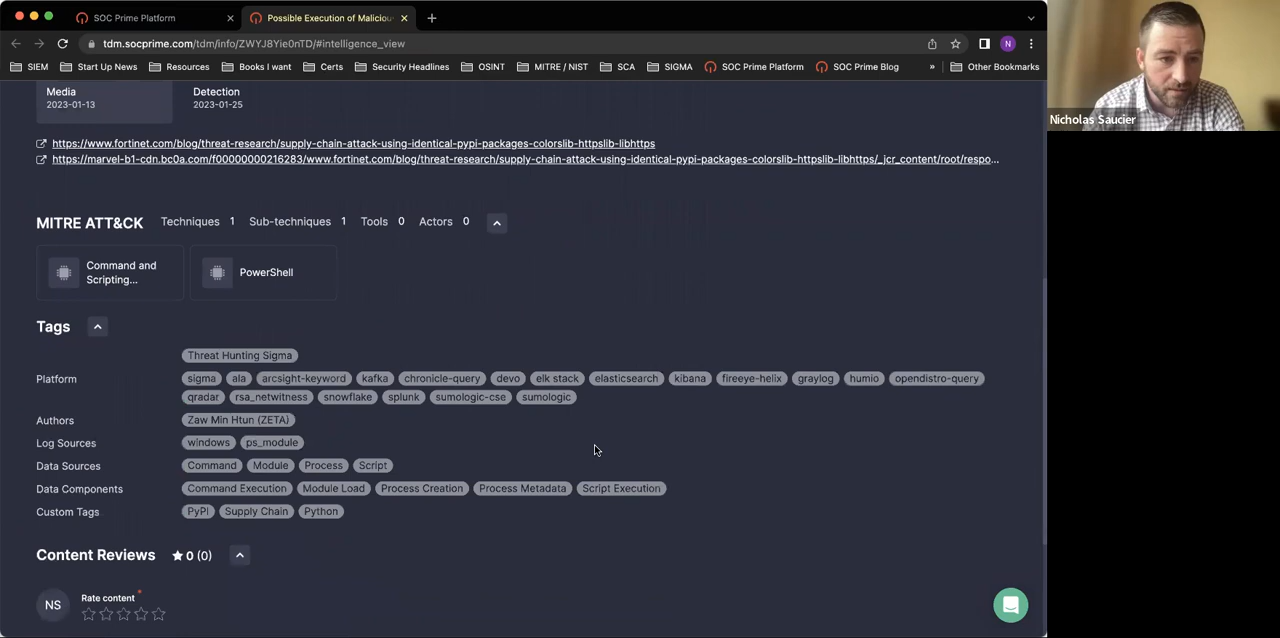 SOC Prime Platform
Possible Execution of Maliciou
tdm.socprime.com/tdm/info/ZWYJ8Yie0nTD/#intelligence_view
N
SIEM Start Up News Resources Books I want Certs Security Headlines OSINT MITRE / NIST SCA SIGMA SOC Prime Platform SOC Prime Blog » Other Bookmarks
Nicholas Saucier
Media Detection
2023-01-13 2023-01-25
https://www.fortinet.com/blog/threat-research/supply-chain-attack-using-identical-pypi-packages-colorslib-httpslib-libhttps
https://marvel-b1-cdn.bc0a.com/f00000000216283/www.fortinet.com/blog/threat-research/supply-chain-attack-using-identical-pypi-packages-colorslib-httpslib-libhttps/_jcr_content/root/respo...
MITRE ATT&CK Techniques 1 Sub-techniques 1 Tools 0 Actors 0
Command and
Scripting...
PowerShell
Tags
Threat Hunting Sigma
Platform sigma ala arcsight-keyword kafka chronicle-query devo elk stack elasticsearch kibana fireeye-helix graylog humio opendistro-query
qradar rsa_netwitness snowflake splunk sumologic-cse sumologic
Authors Zaw Min Htun (ZETA)
Log Sources windows ps_module
Data Sources Command Module Process Script
Data Components Command Execution Module Load Process Creation Process Metadata Script Execution
Custom Tags PyPI Supply Chain Python
Content Reviews ★ 0 (0)
NS
Rate content *